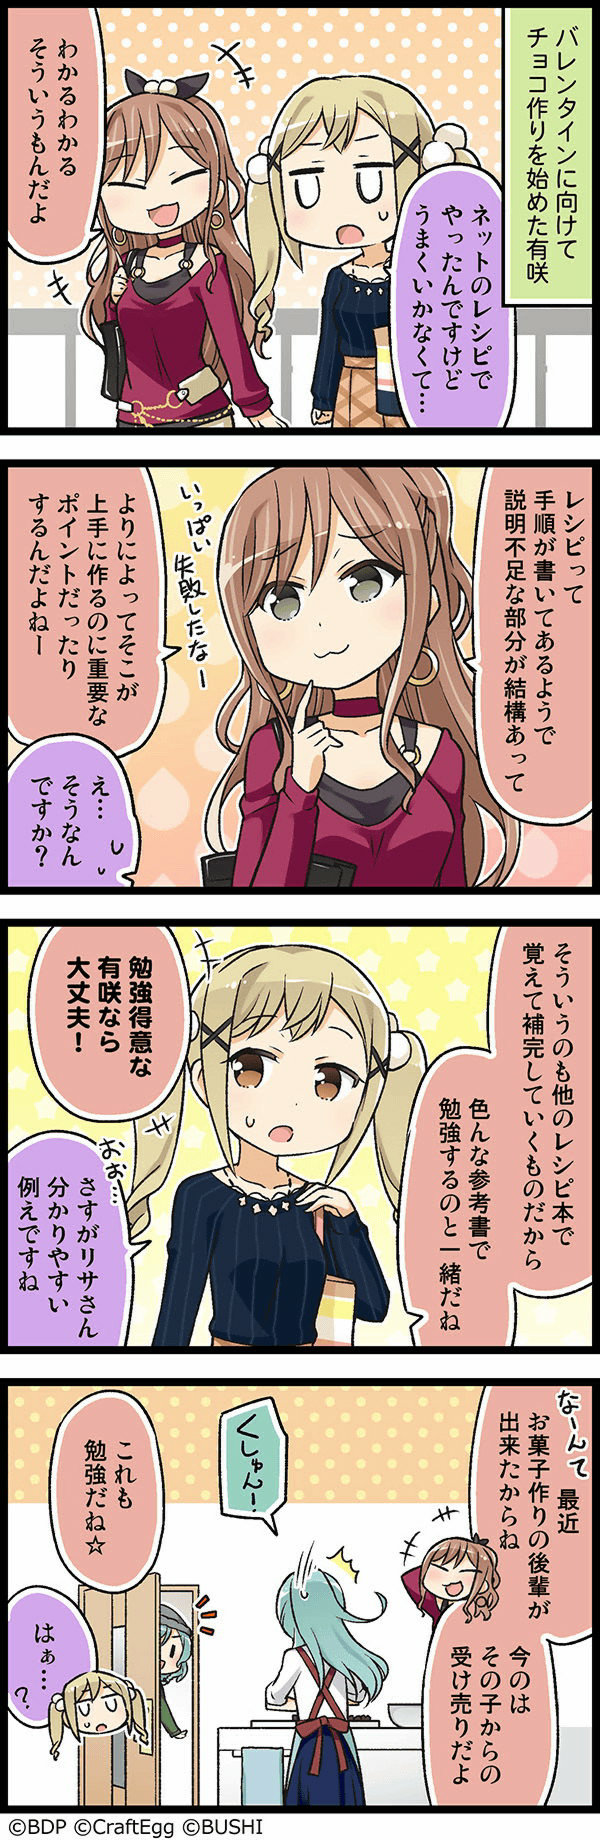 バレンタインに向けて
チョコ作りを始めた有咲
ネットのレシピで
やったんですけど
うまくいかなくて…
わかるわかる
そういうもんだよ
レシピって
手順が書いてあるようで
説明不足な部分が結構あって
いっぱい失敗したなー
よりによってそこが
上手に作るのに重要な
ポイントだったり
するんだよねー
え…
そうなん
ですか?
そういうのも他のレシピ本で
覚えて補完していくものだから
色んな参考書で
勉強するのと一緒だね
勉強得意な
有咲なら
大丈夫!
おぉ…
さすがリサさん
分かりやすい
例えですね
なーんて
最近
お菓子作りの後輩が
出来たからね
今のは
その子からの
受け売りだよ
くしゅんー!
これも
勉強だね☆
はぁ…?
©BDP ©CraftEgg ©BUSHI